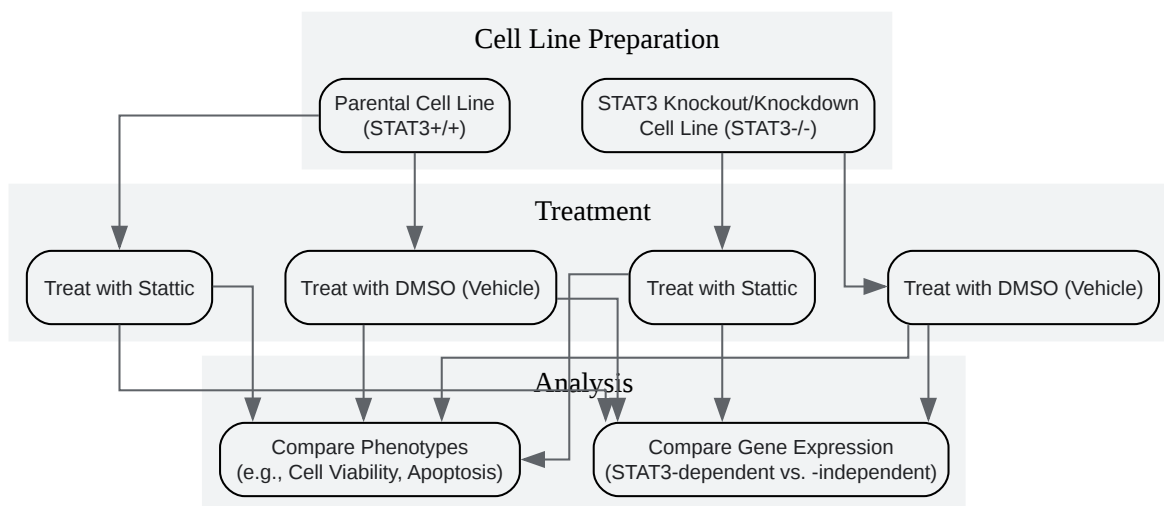 Cell Line Preparation
Parental Cell Line
(STAT3+/+)
STAT3 Knockout/Knockdown
Cell Line (STAT3-/-)
Treatment
Treat with Stattic
Treat with DMSO (Vehicle)
Treat with Stattic
Treat with DMSO (Vehicle)
Analysis
Compare Phenotypes
(e.g., Cell Viability, Apoptosis)
Compare Gene Expression
(STAT3-dependent vs. -independent)